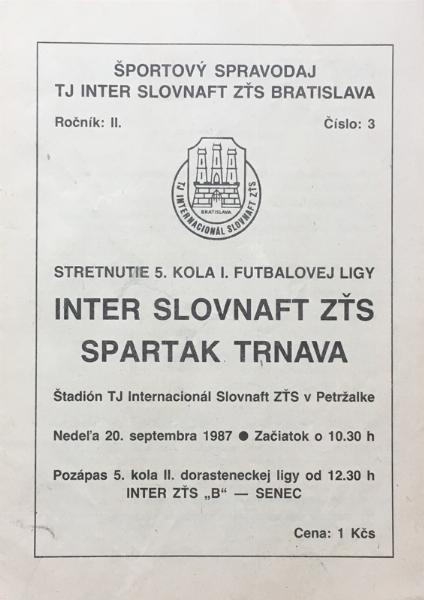 ŠPORTOVÝ SPRAVODAJ
TJ INTER SLOVNAFT ZŤS BRATISLAVA
Ročník: II. Číslo: 3
TJ INTERNACIONÁL SLOVNAFT ZŤS
BRATISLAVA
STRETNUTIE 5. KOLA I. FUTBALOVEJ LIGY
INTER SLOVNAFT ZŤS
SPARTAK TRNAVA
Štadión TJ Internacionál Slovnaft ZŤS v Petržalke
Nedeľa 20. septembra 1987 ● Začiatok o 10.30 h
Pozápas 5. kola II. dorasteneckej ligy od 12.30 h
INTER ZŤS „B“ — SENEC
Cena: 1 Kčs